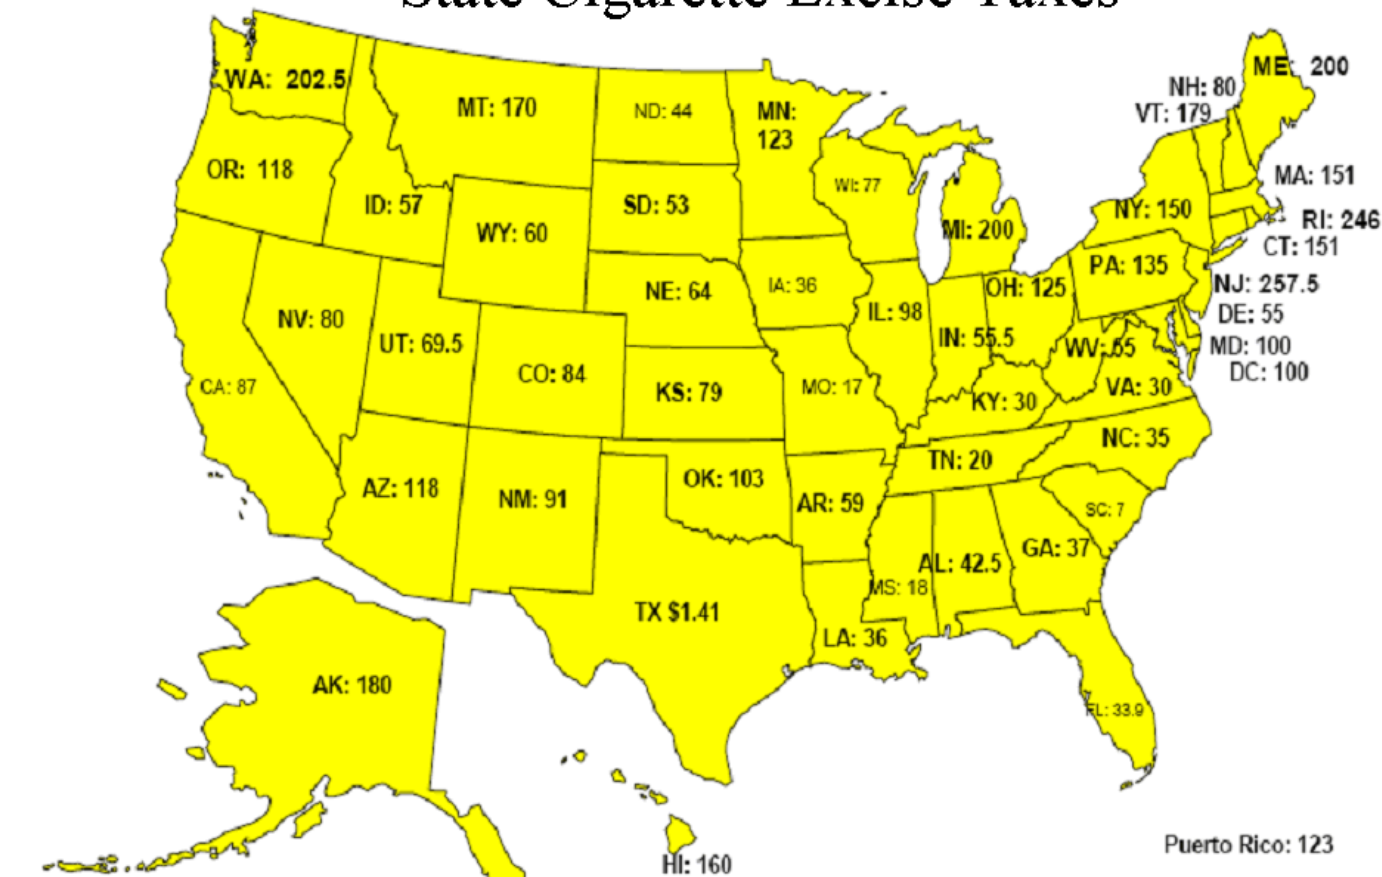 State Cigarette Excise Taxes
WA: 202.5
MT: 170
ND: 44
MN:
123
ME: 200
NH: 80
VT: 179
OR: 118
ID: 57
WY: 60
SD: 53
WI: 77
MI: 200
NY: 150
MA: 151
RI: 246
CT: 151
NV: 80
UT: 69.5
CO: 84
NE: 64
IA: 36
IL: 98
IN: 55.5
OH: 125
PA: 135
NJ: 257.5
DE: 55
MD: 100
DC: 100
CA: 87
KS: 79
MO: 17
KY: 30
WV: 55
VA: 30
AZ: 118
NM: 91
OK: 103
AR: 59
TN: 20
NC: 35
SC: 7
TX $1.41
LA: 36
MS: 18
AL: 42.5
GA: 37
FL: 33.9
AK: 180
HI: 160
Puerto Rico: 123